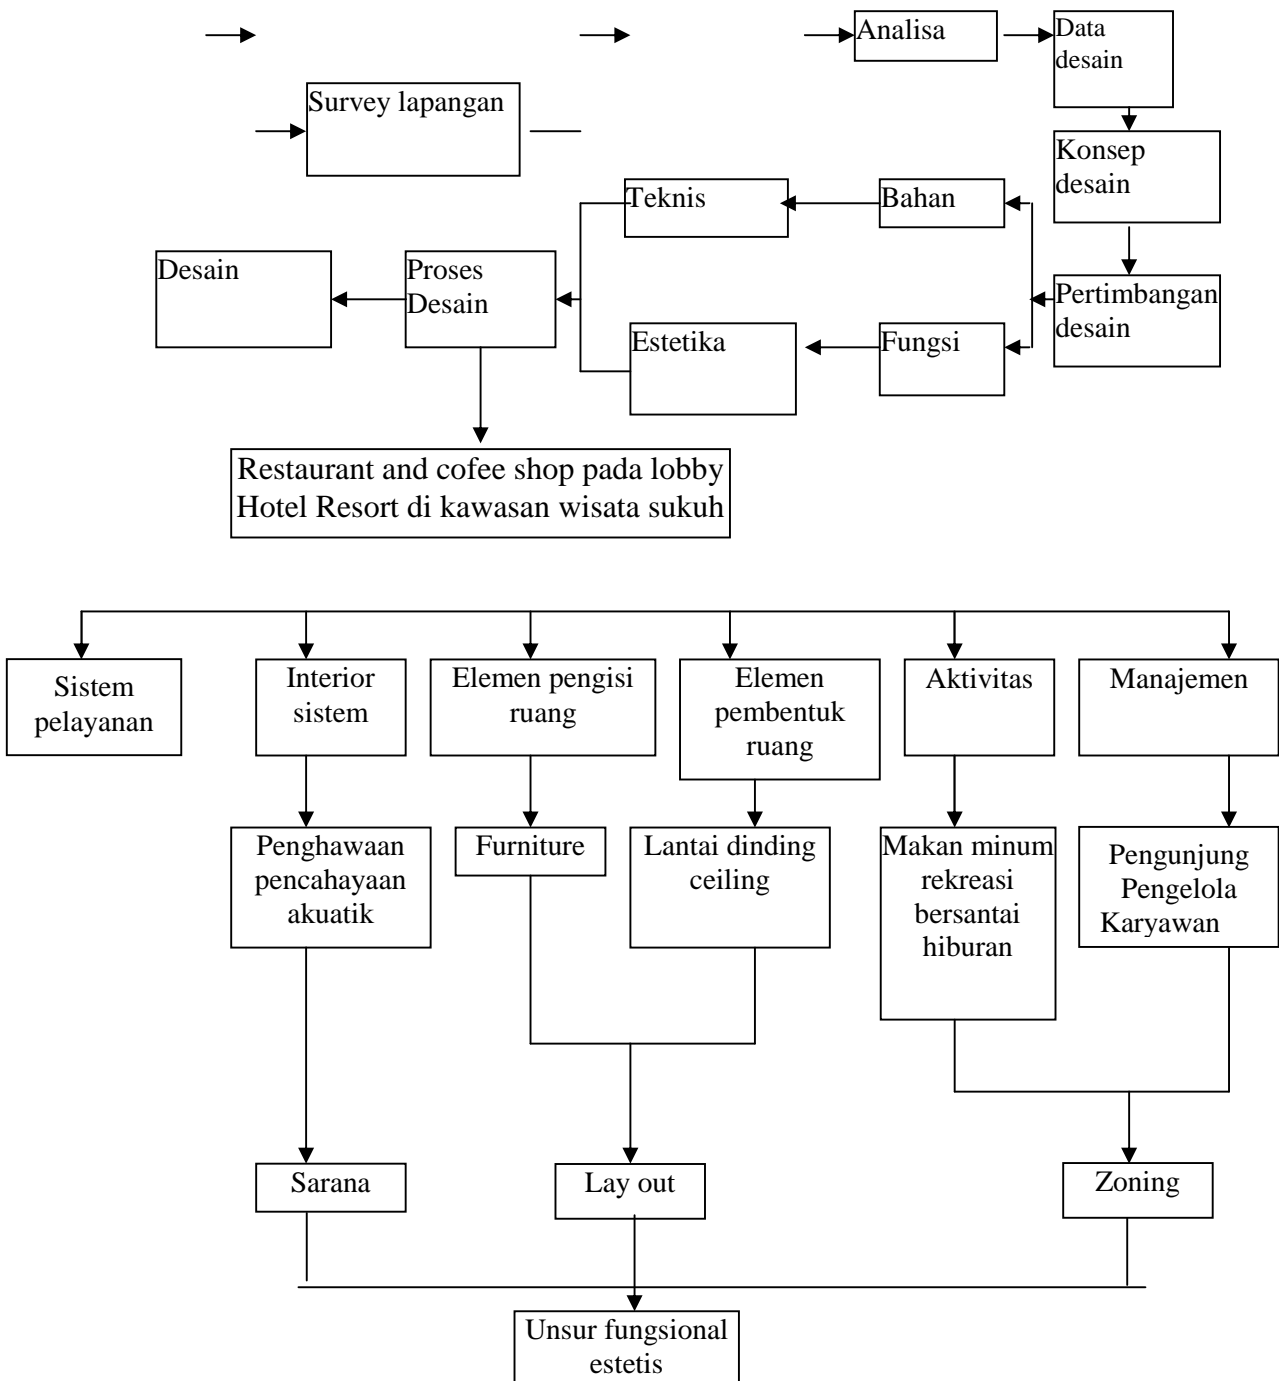 Analisa
Data
desain
Survey lapangan
Konsep
desain
Teknis
Bahan
Desain
Proses
Desain
Pertimbangan
desain
Estetika
Fungsi
Restaurant and cofee shop pada lobby
Hotel Resort di kawasan wisata sukuh
Sistem
pelayanan
Interior
sistem
Elemen pengisi
ruang
Elemen
pembentuk
ruang
Aktivitas
Manajemen
Penghawaan
pencahayaan
akuatik
Furniture
Lantai dinding
ceiling
Makan minum
rekreasi
bersantai
hiburan
Pengunjung
Pengelola
Karyawan
Sarana
Lay out
Zoning
Unsur fungsional
estetis